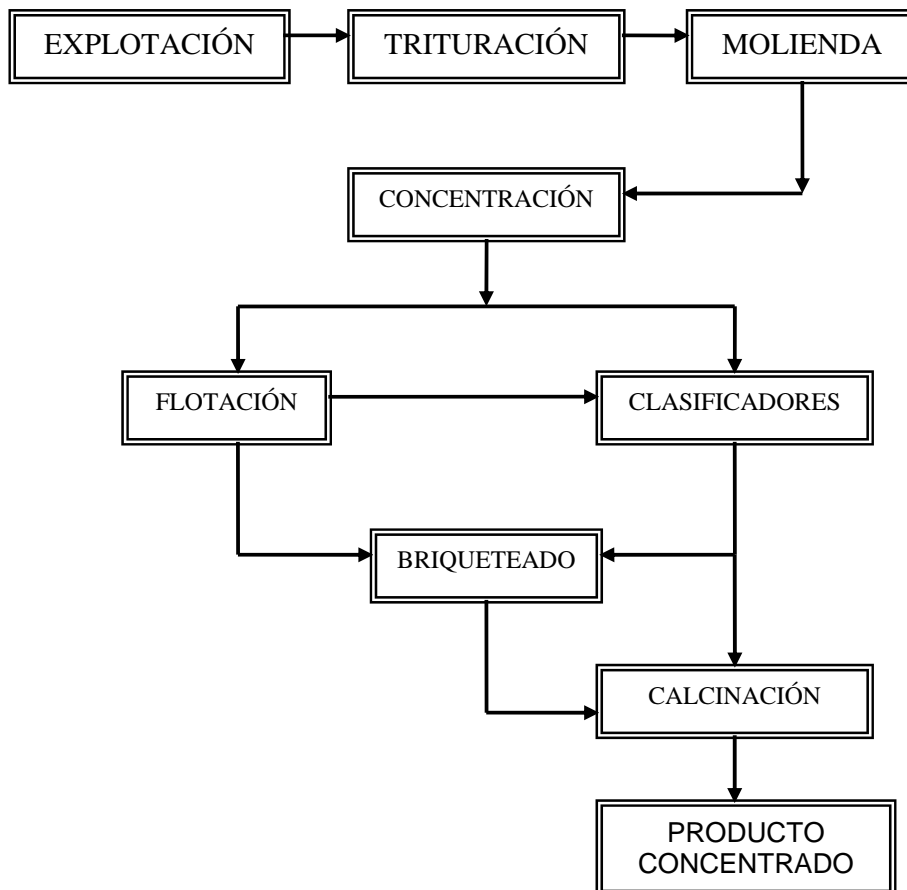 EXPLOTACIÓN
TRITURACIÓN
MOLIENDA
CONCENTRACIÓN
FLOTACIÓN
CLASIFICADORES
BRIQUETEADO
CALCINACIÓN
PRODUCTO
CONCENTRADO